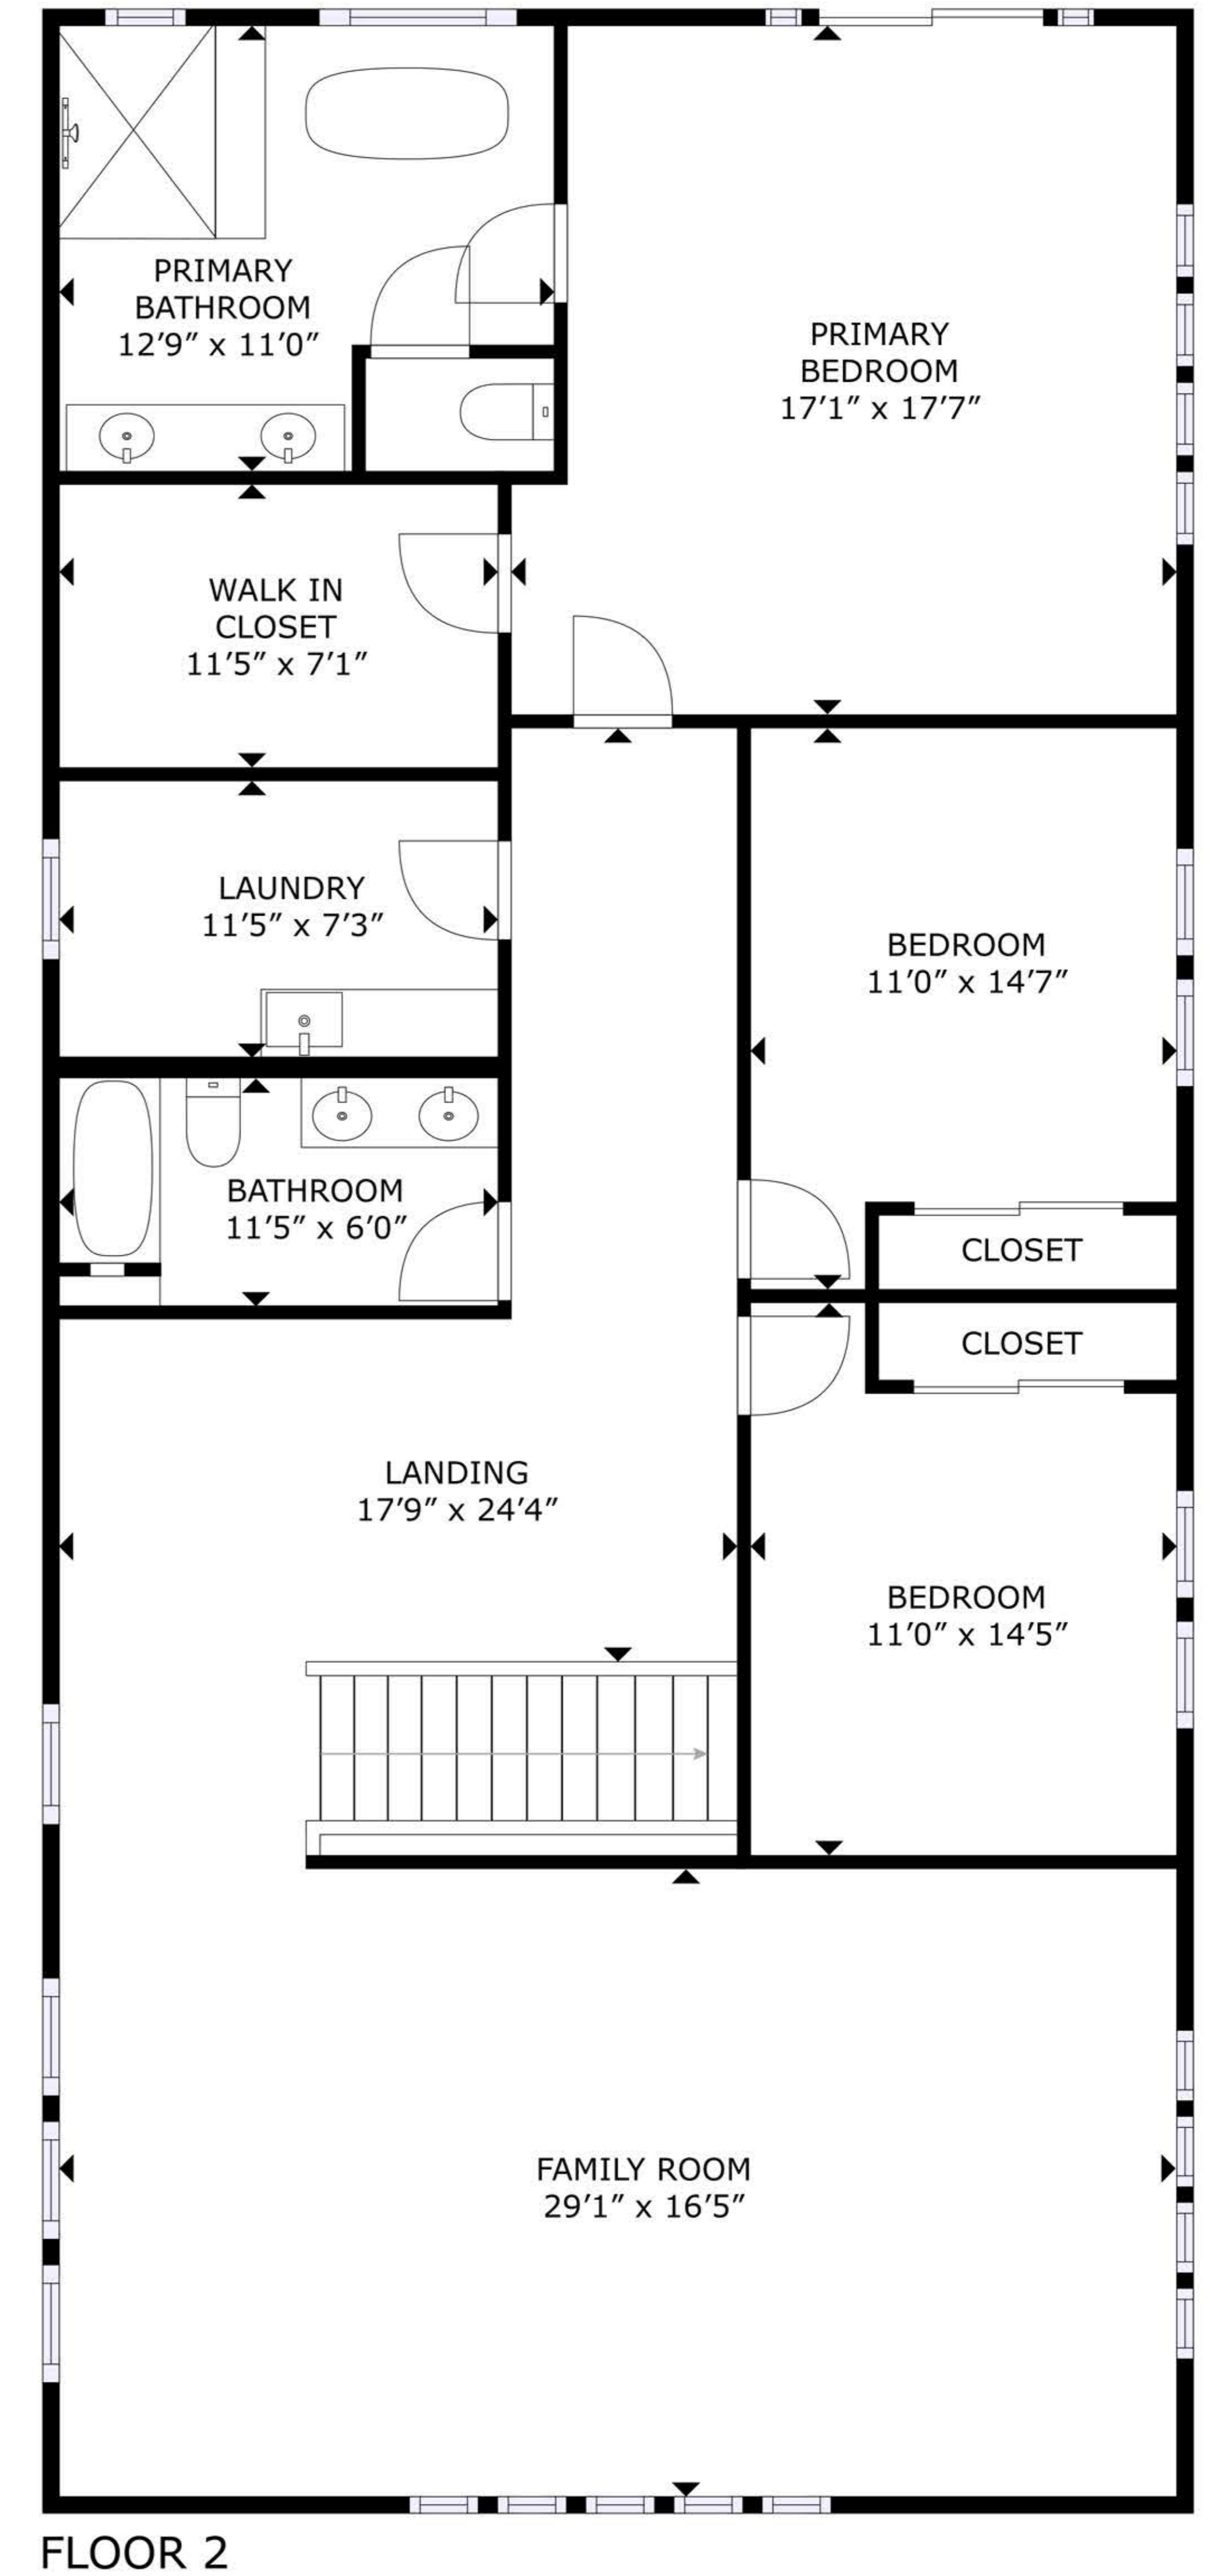 PRIMARY
BATHROOM
12′9″ x 11′0″
PRIMARY
BEDROOM
17′1″ x 17′7″
WALK IN
CLOSET
11′5″ x 7′1″
LAUNDRY
11′5″ x 7′3″
BEDROOM
11′0″ x 14′7″
BATHROOM
11′5″ x 6′0″
CLOSET
CLOSET
LANDING
17′9″ x 24′4″
BEDROOM
11′0″ x 14′5″
FAMILY ROOM
29′1″ x 16′5″
FLOOR 2